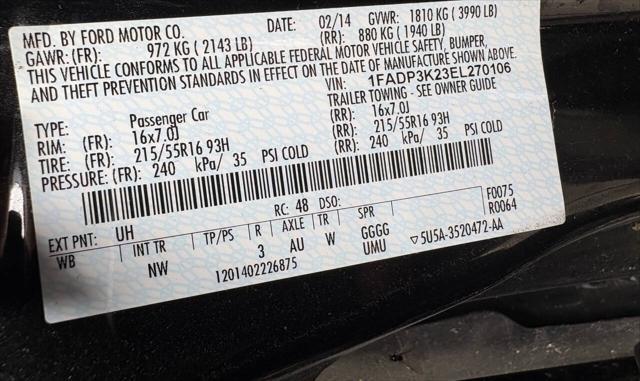 MFD. BY FORD MOTOR CO. DATE: 02/14 GVWR: 1810 KG (3990 LB)
GAWR: (FR): 972 KG (2143 LB) (RR): 880 KG (1940 LB)
THIS VEHICLE CONFORMS TO ALL APPLICABLE FEDERAL MOTOR VEHICLE SAFETY, BUMPER,
AND THEFT PREVENTION STANDARDS IN EFFECT ON THE DATE OF MANUFACTURE SHOWN ABOVE.
VIN: 1FADP3K23EL270106
TYPE: Passenger Car TRAILER TOWING - SEE OWNER GUIDE
RIM: (FR): 16x7.0J (RR): 16x7.0J
TIRE: (FR): 215/55R16 93H (RR): 215/55R16 93H
PRESSURE: (FR): 240 kPa/ 35 PSI COLD (RR): 240 kPa/ 35 PSI COLD
EXT PNT: UH RC: 48 DSO: F0075
WB INT TR TP/PS R AXLE TR SPR R0064
NW 3 AU W GGGG ▽5U5A-3520472-AA
1201402226875 UMU